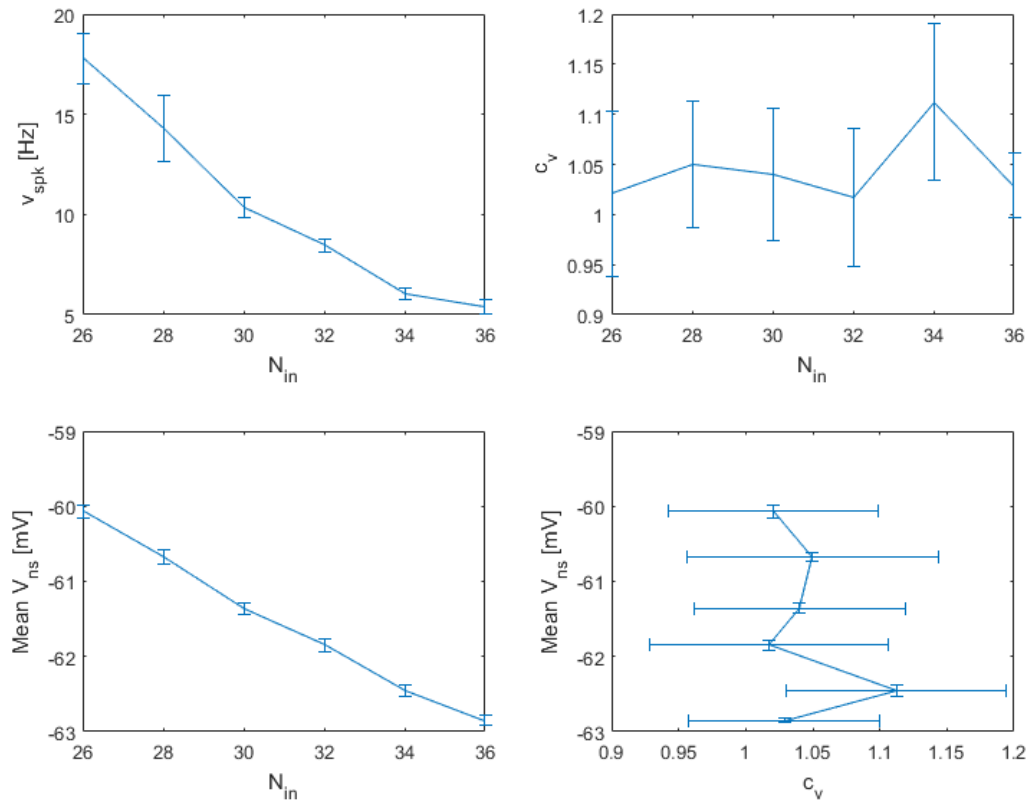 20
15
10
5
v_spk [Hz]
26 28 30 32 34 36
N_in
1.2
1.15
1.1
1.05
1
0.95
0.9
c_v
26 28 30 32 34 36
N_in
-59
-60
-61
-62
-63
Mean V_ns [mV]
26 28 30 32 34 36
N_in
-59
-60
-61
-62
-63
Mean V_ns [mV]
0.9 0.95 1 1.05 1.1 1.15 1.2
c_v